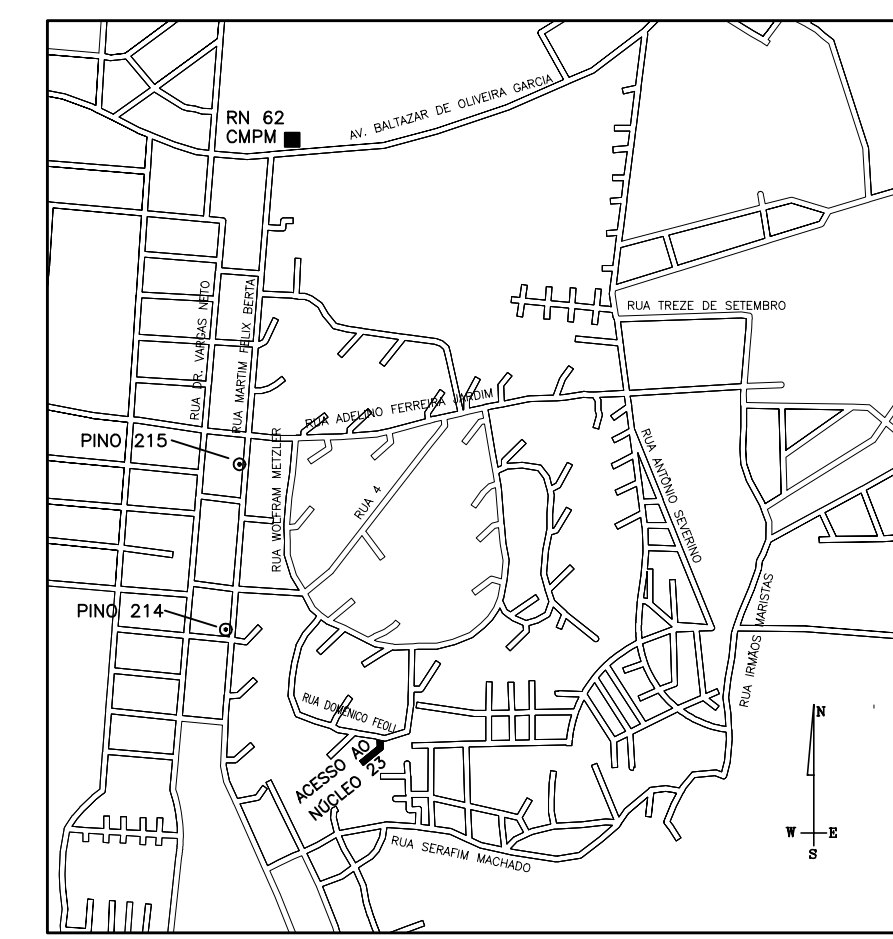 RN 62
CMPM
AV. BALTAZAR DE OLIVEIRA GARCIA
RUA DR. VARGAS NETO
RUA MARTIM FELIX BERTA
RUA TREZE DE SETEMBRO
RUA ADELINO FERREIRA JARDIM
PINO 215
RUA WOLFRAM METZLER
RUA 4
RUA ANTONIO SEVERINO
PINO 214
RUA IRMÃOS MARISTAS
RUA DOMENICO FEOLI
ACESSO AO
NÚCLEO 23
RUA SERAFIM MACHADO
N
W E
S